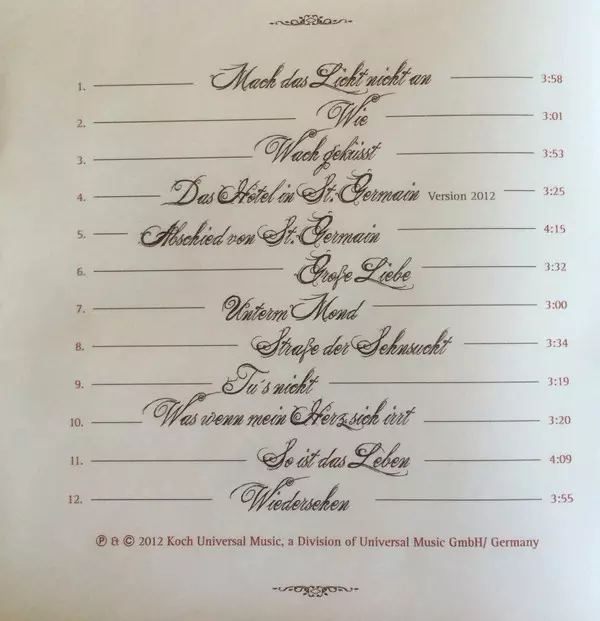 1. Mach das Licht nicht an 3:58
2. Wie 3:01
3. Wach geküsst 3:53
4. Das Hotel in St. Germain Version 2012 3:25
5. Abschied von St. Germain 4:15
6. Große Liebe 3:32
7. Unterm Mond 3:00
8. Straße der Sehnsucht 3:34
9. Tu's nicht 3:19
10. Was wenn mein Herz sich irrt 3:20
11. So ist das Leben 4:09
12. Wiedersehen 3:55
℗ & © 2012 Koch Universal Music, a Division of Universal Music GmbH/ Germany